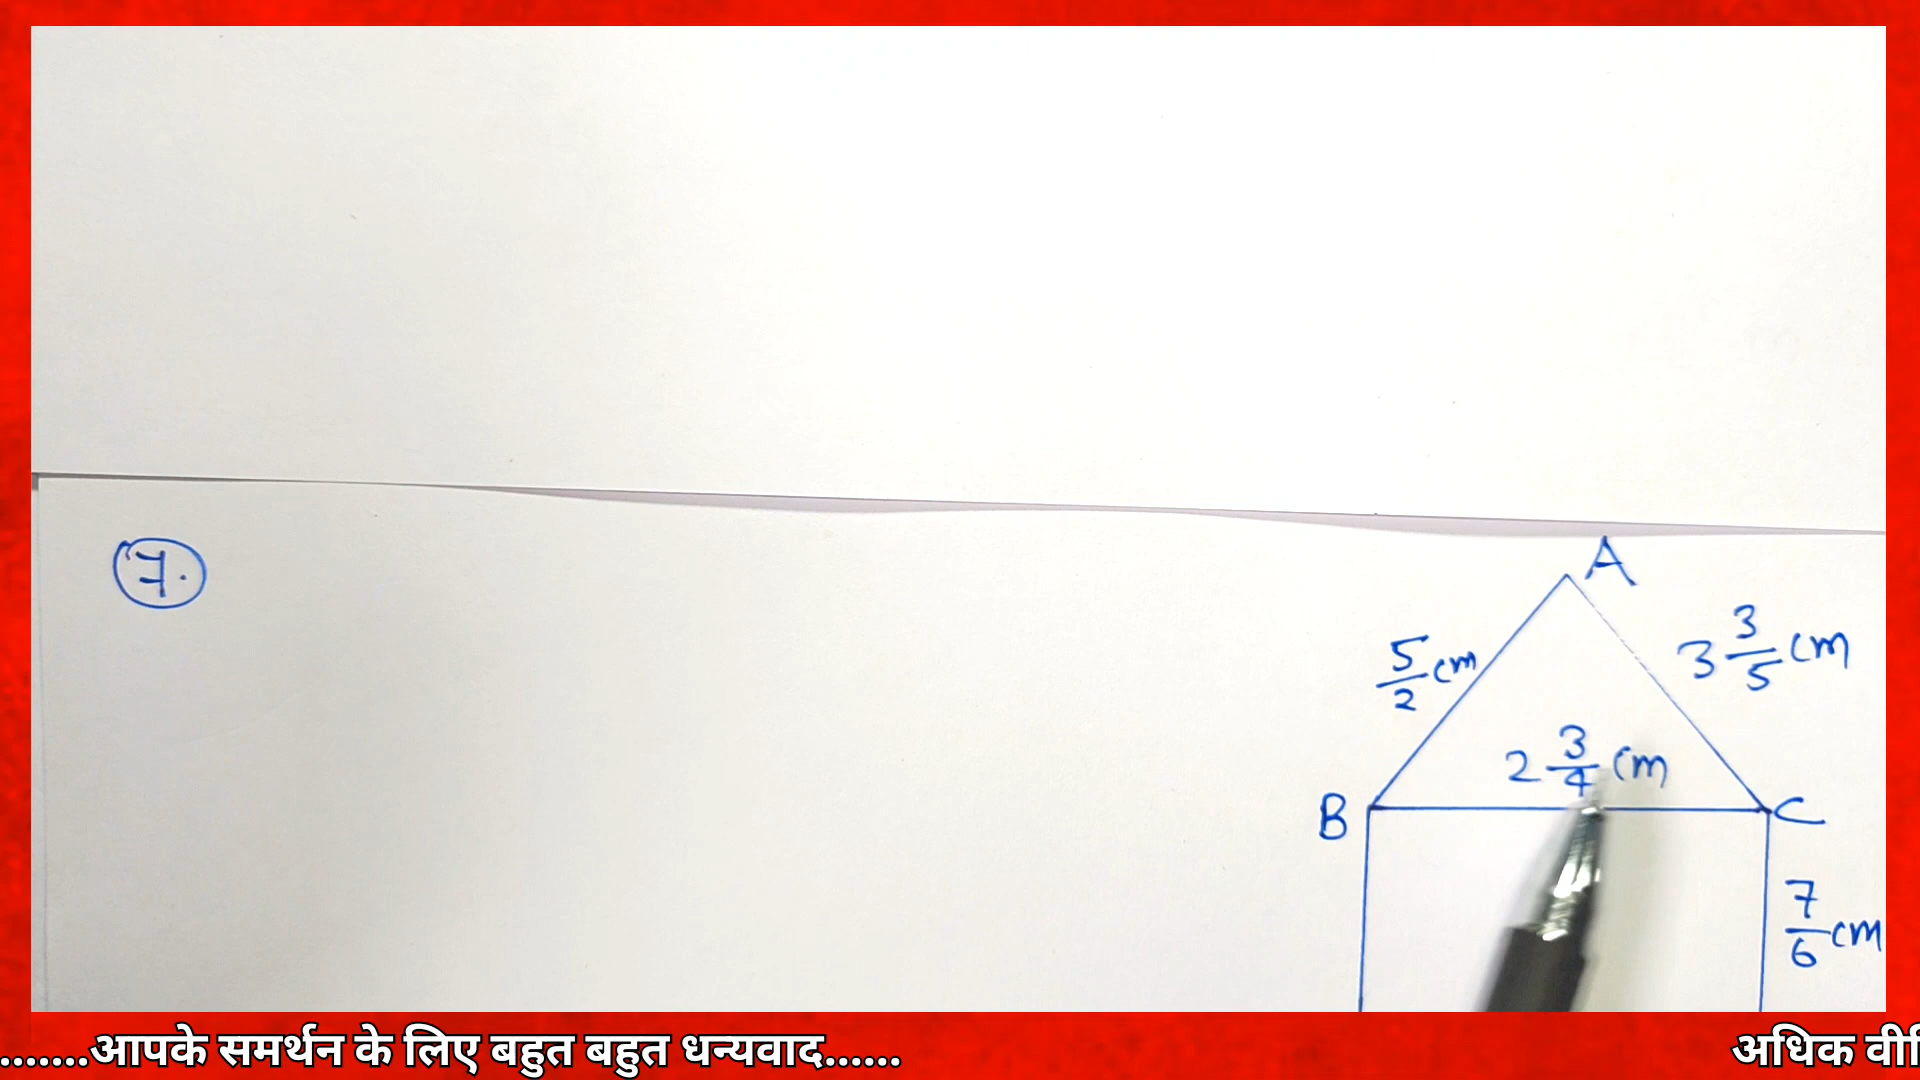 7.
A
5/2 cm
3 3/5 cm
2 3/4 cm
B
C
7/6 cm
.......आपके समर्थन के लिए बहुत बहुत धन्यवाद......
अधिक